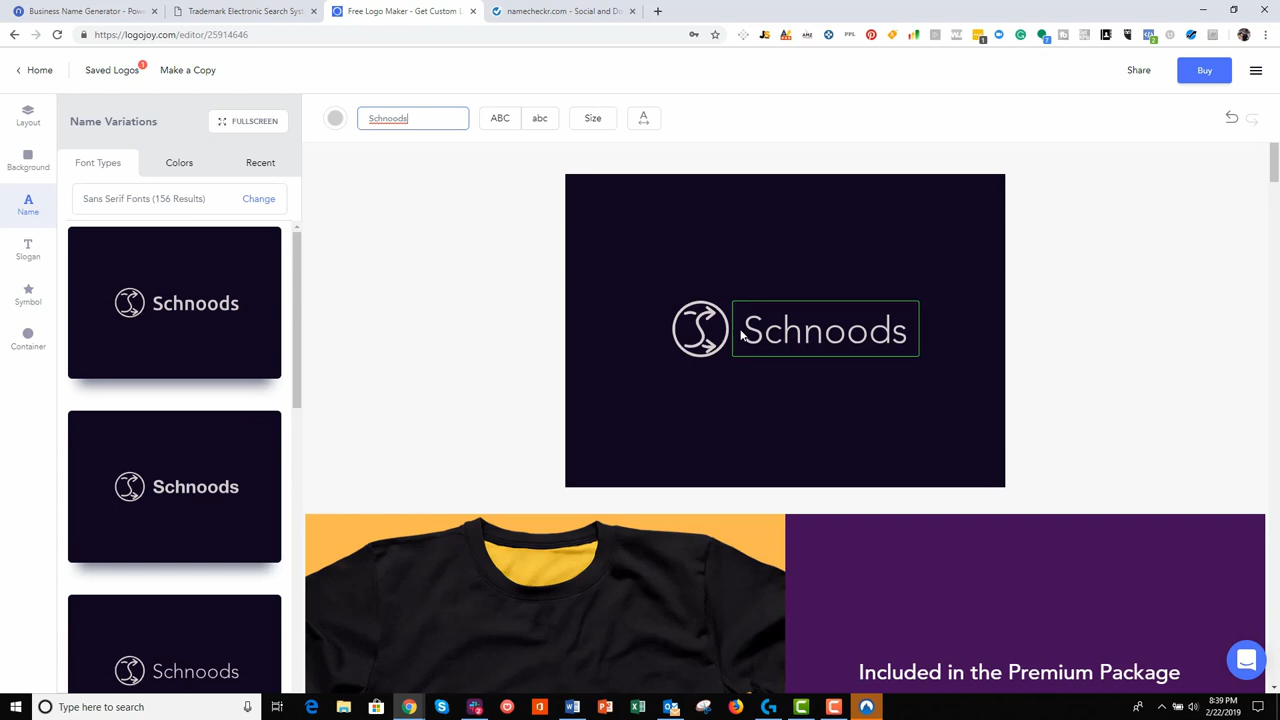 Business Name Generator - Pow
Trademark Electronic Search Sys
Free Logo Maker - Get Custom L
namecheckr.com - Social and Do
https://logojoy.com/editor/25914646
Home
Saved Logos
1
Make a Copy
Share
Buy
Layout
Background
A
Name
T
Slogan
Symbol
Container
Name Variations
FULLSCREEN
Font Types
Colors
Recent
Sans Serif Fonts (156 Results)
Change
Schnoods
Schnoods
Schnoods
Schnoods
ABC
abc
Size
A
Schnoods
Included in the Premium Package
Type here to search
8:39 PM
2/22/2019